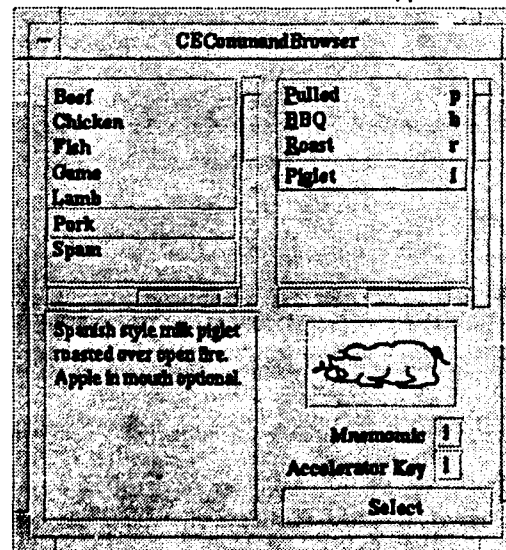 CECommandBrowser
Beef
Chicken
Fish
Game
Lamb
Pork
Spam
Pulled p
BBQ b
Roast r
Piglet
Spanish style milk piglet
roasted over open fire.
Apple in mouth optional.
Mnemomic
Accelerator Key
Select